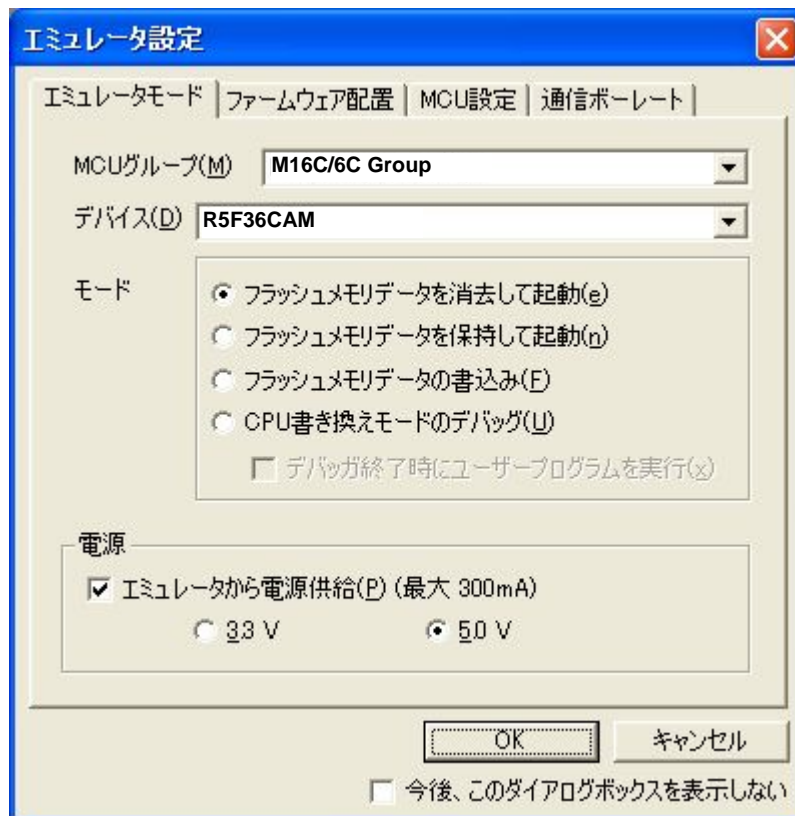 エミュレータ設定
エミュレータモード ファームウェア配置 MCU設定 通信ボーレート
MCUグループ(M) M16C/6C Group
デバイス(D) R5F36CAM
モード
フラッシュメモリデータを消去して起動(e)
フラッシュメモリデータを保持して起動(n)
フラッシュメモリデータの書込み(F)
CPU書き換えモードのデバッグ(U)
デバッガ終了時にユーザープログラムを実行(x)
電源
エミュレータから電源供給(P) (最大 300mA)
3.3 V 5.0 V
OK キャンセル
今後、このダイアログボックスを表示しない